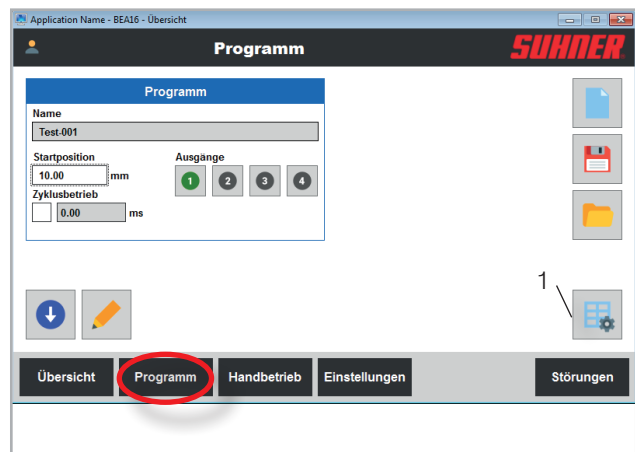 Application Name - BEA16 - Übersicht
Programm
SUHNER
Programm
Name
Test-001
Startposition
Ausgänge
10.00 mm
1 2 3 4
Zyklusbetrieb
0.00 ms
1
Übersicht Programm Handbetrieb Einstellungen Störungen